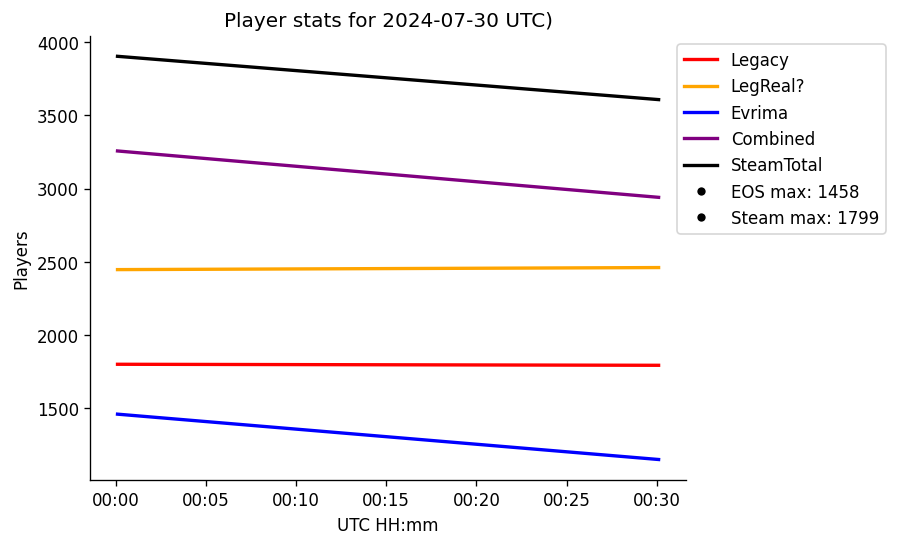 Player stats for 2024-07-30 UTC)
4000
3500
3000
2500
2000
1500
Players
00:00 00:05 00:10 00:15 00:20 00:25 00:30
UTC HH:mm
Legacy
LegReal?
Evrima
Combined
SteamTotal
EOS max: 1458
Steam max: 1799